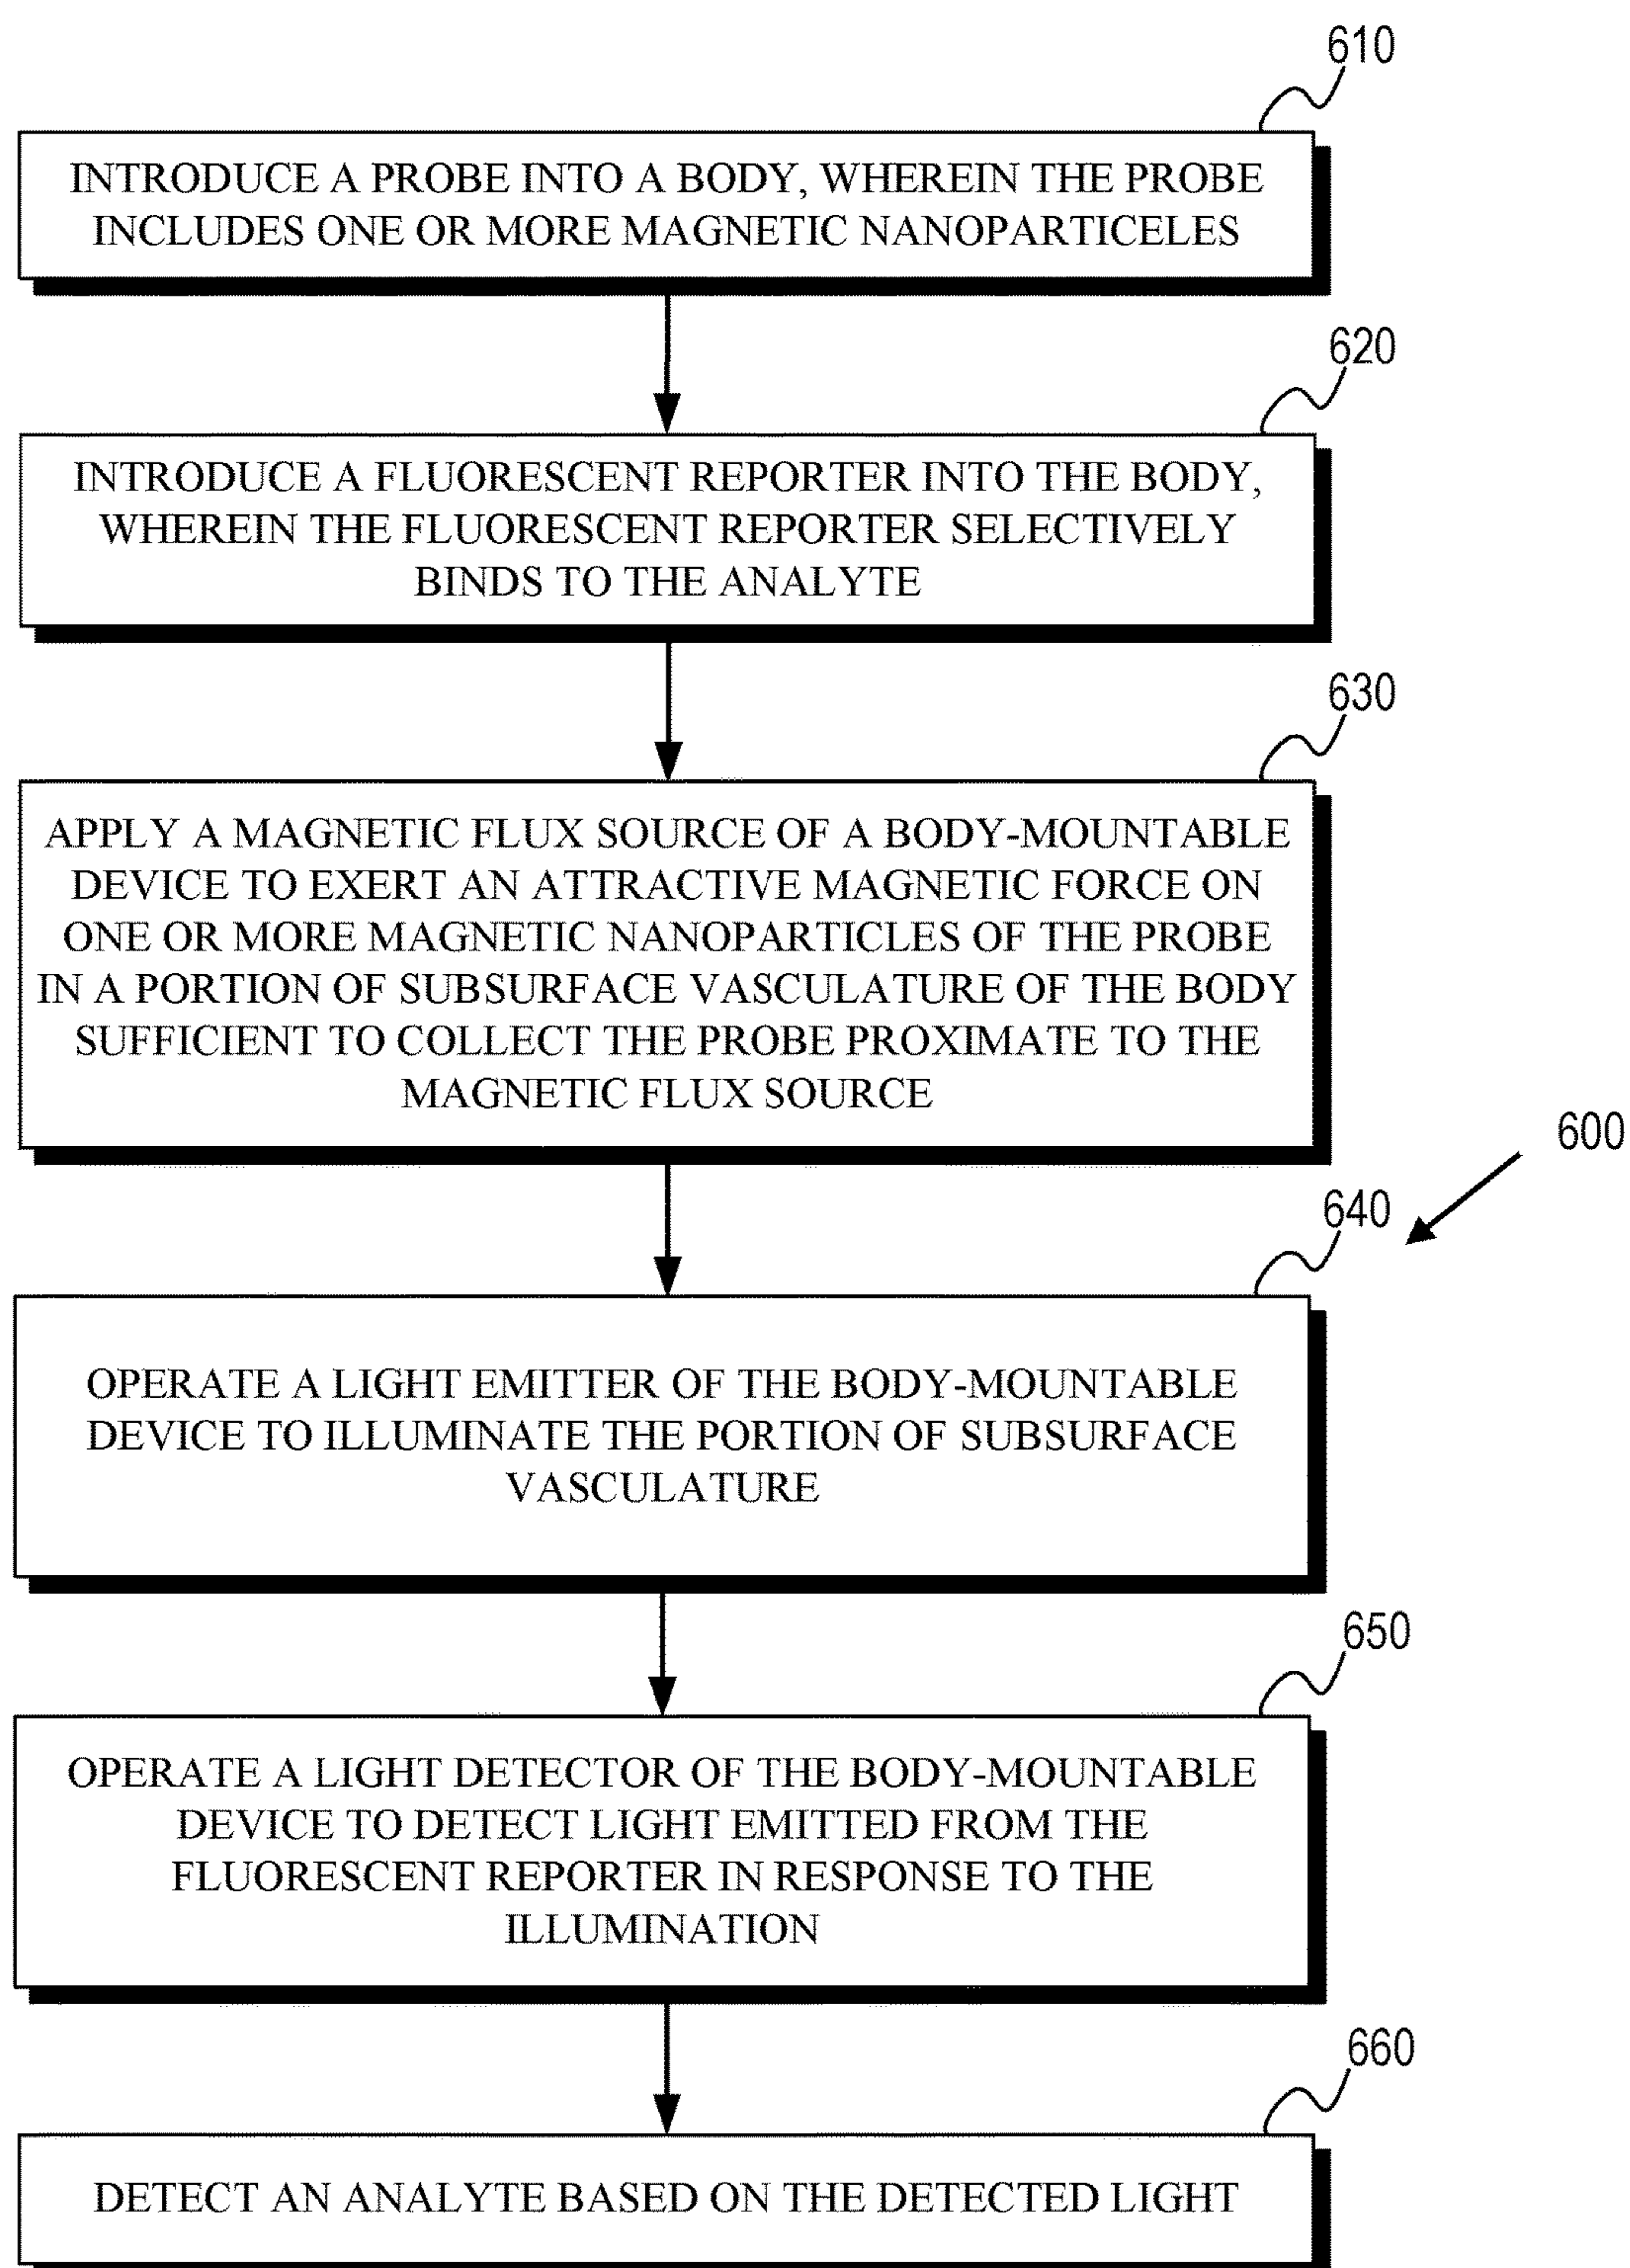 610
INTRODUCE A PROBE INTO A BODY, WHEREIN THE PROBE
INCLUDES ONE OR MORE MAGNETIC NANOPARTICELES
620
INTRODUCE A FLUORESCENT REPORTER INTO THE BODY,
WHEREIN THE FLUORESCENT REPORTER SELECTIVELY
BINDS TO THE ANALYTE
630
APPLY A MAGNETIC FLUX SOURCE OF A BODY-MOUNTABLE
DEVICE TO EXERT AN ATTRACTIVE MAGNETIC FORCE ON
ONE OR MORE MAGNETIC NANOPARTICLES OF THE PROBE
IN A PORTION OF SUBSURFACE VASCULATURE OF THE BODY
SUFFICIENT TO COLLECT THE PROBE PROXIMATE TO THE
MAGNETIC FLUX SOURCE
600
640
OPERATE A LIGHT EMITTER OF THE BODY-MOUNTABLE
DEVICE TO ILLUMINATE THE PORTION OF SUBSURFACE
VASCULATURE
650
OPERATE A LIGHT DETECTOR OF THE BODY-MOUNTABLE
DEVICE TO DETECT LIGHT EMITTED FROM THE
FLUORESCENT REPORTER IN RESPONSE TO THE
ILLUMINATION
660
DETECT AN ANALYTE BASED ON THE DETECTED LIGHT